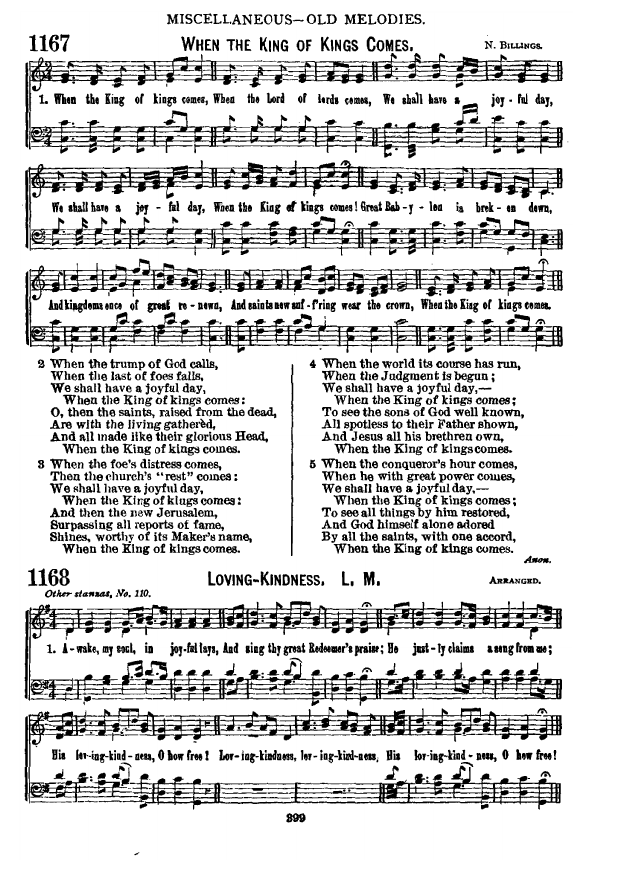 MISCELLANEOUS—OLD MELODIES.
1167 WHEN THE KING OF KINGS COMES. N. BILLINGS.
1. When the King of kings comes, When the Lord of lords comes, We shall have a joy - ful day,
We shall have a joy - ful day, When the King of kings comes! Great Bab - y - lon is brok - en down,
And kingdoms once of great re - nown, And saints now suf - f'ring wear the crown, When the King of kings comes.
2 When the trump of God calls,
When the last of foes falls,
We shall have a joyful day,
When the King of kings comes:
O, then the saints, raised from the dead,
Are with the living gathered,
And all made like their glorious Head,
When the King of kings comes.
3 When the foe's distress comes,
Then the church's "rest" comes:
We shall have a joyful day,
When the King of kings comes:
And then the new Jerusalem,
Surpassing all reports of fame,
Shines, worthy of its Maker's name,
When the King of kings comes.
4 When the world its course has run,
When the Judgment is begun;
We shall have a joyful day,—
When the King of kings comes;
To see the sons of God well known,
All spotless to their Father shown,
And Jesus all his brethren own,
When the King of kings comes.
5 When the conqueror's hour comes,
When he with great power comes,
We shall have a joyful day,—
When the King of kings comes;
To see all things by him restored,
And God himself alone adored
By all the saints, with one accord,
When the King of kings comes.
Anon.
1168 LOVING-KINDNESS. L. M. ARRANGED.
Other stanzas, No. 110.
1. A - wake, my soul, in joy-ful lays, And sing thy great Redeemer's praise; He just - ly claims a song from me;
His lov-ing-kind - ness, O how free! Lov-ing-kindness, lov-ing-kind-ness, His lov-ing-kind - ness, O how free!
399